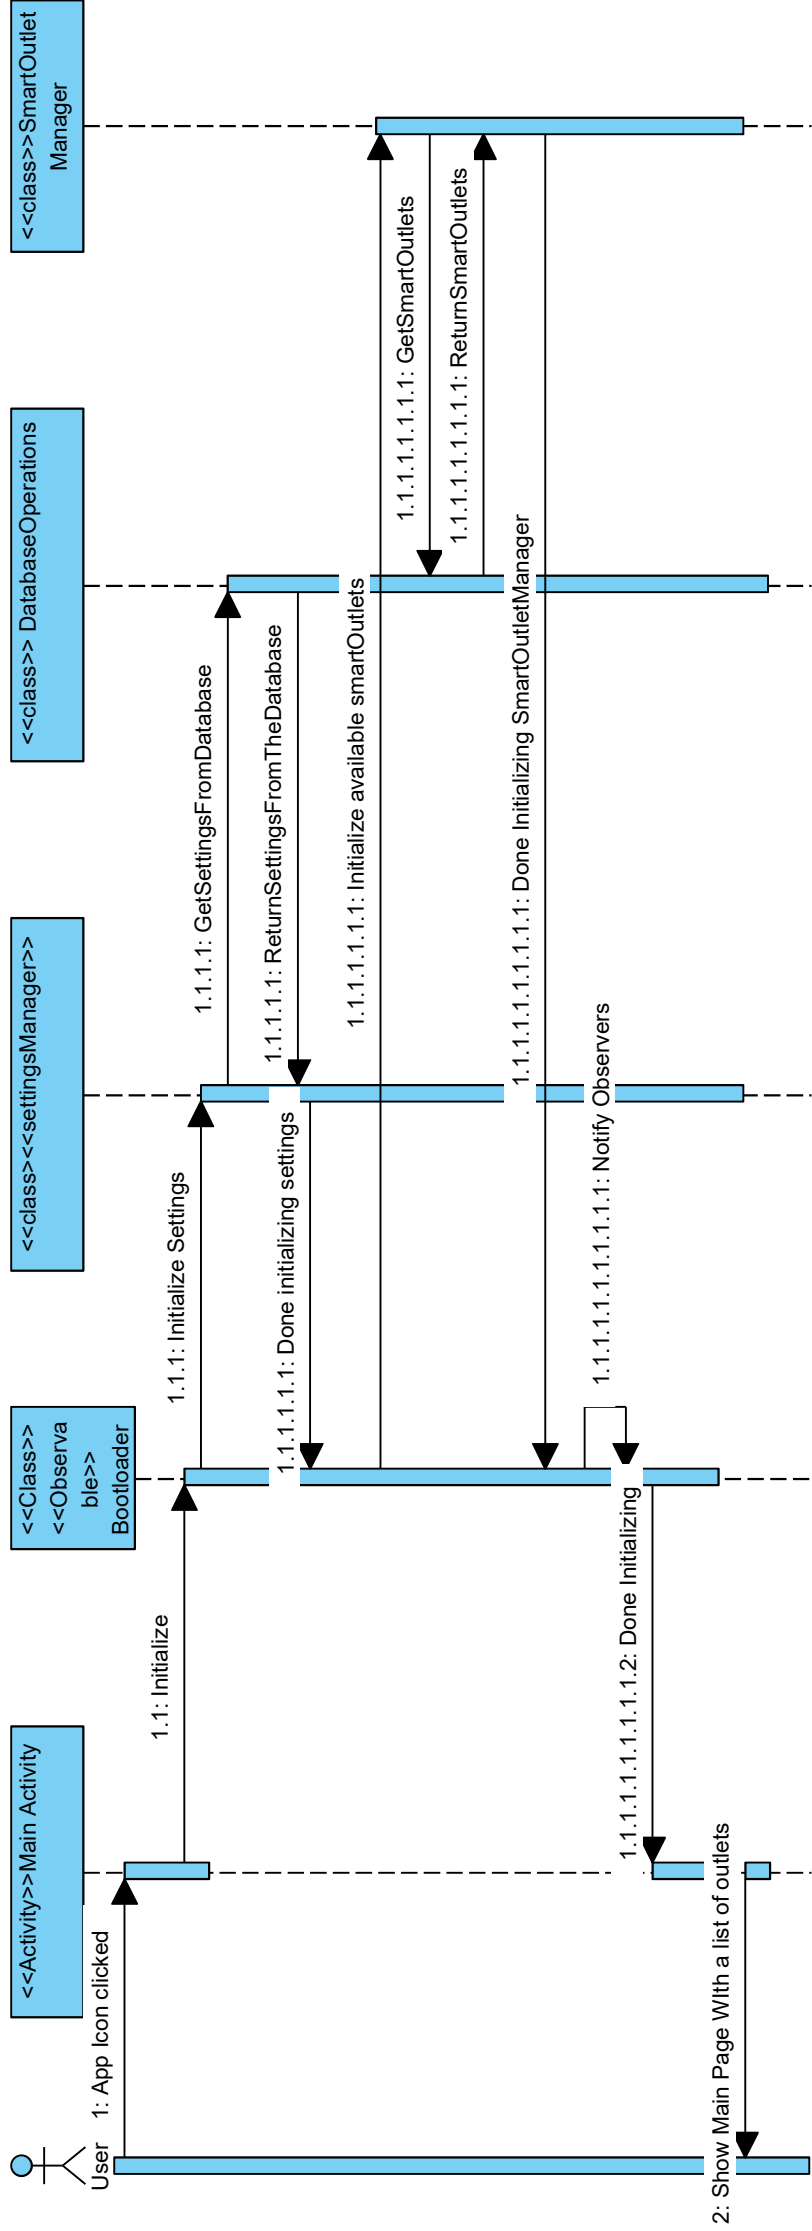 User
<<Activity>>Main Activity
<<Class>>
<<Observa
ble>>
Bootloader
<<class><<settingsManager>>
<<class>> DatabaseOperations
<<class>>SmartOutlet
Manager
1: App Icon clicked
1.1: Initialize
1.1.1: Initialize Settings
1.1.1.1: GetSettingsFromDatabase
1.1.1.1.1: ReturnSettingsFromTheDatabase
1.1.1.1.1.1: Done initializing settings
1.1.1.1.1.1.1: Initialize available smartOutlets
1.1.1.1.1.1.1.1: GetSmartOutlets
1.1.1.1.1.1.1.1.1: ReturnSmartOutlets
1.1.1.1.1.1.1.1.1.1: Done Initializing SmartOutletManager
1.1.1.1.1.1.1.1.1.1.1: Notify Observers
1.1.1.1.1.1.1.1.1.1.2: Done Initializing
2: Show Main Page WIth a list of outlets